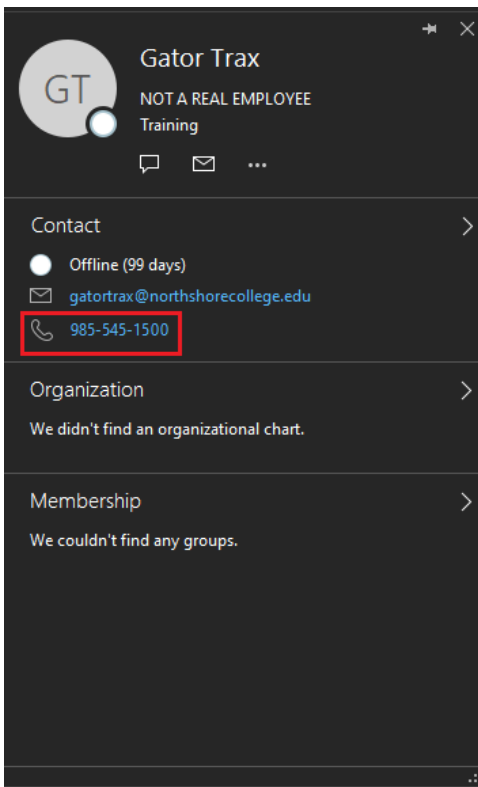 Gator Trax
GT
NOT A REAL EMPLOYEE
Training
Contact
Offline (99 days)
gatortrax@northshorecollege.edu
985-545-1500
Organization
We didn't find an organizational chart.
Membership
We couldn't find any groups.